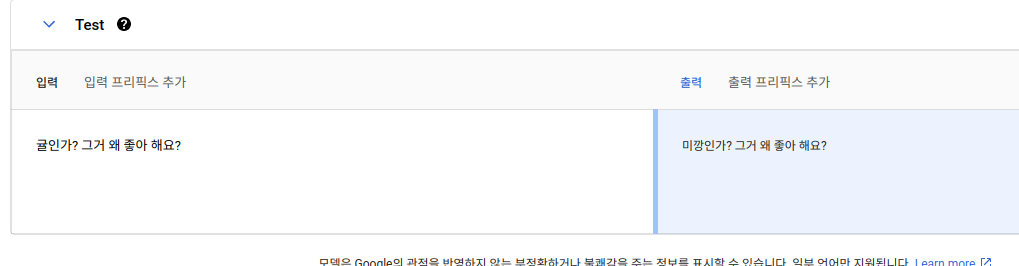 Test
입력 입력 프리픽스 추가 출력 출력 프리픽스 추가
귤인가? 그거 왜 좋아 해요? 미깡인가? 그거 왜 좋아 해요?
모델은 Google의 관점을 반영하지 않는 부정확하거나 불쾌감을 주는 정보를 표시할 수 있습니다. 일부 언어만 지원됩니다. Learn more